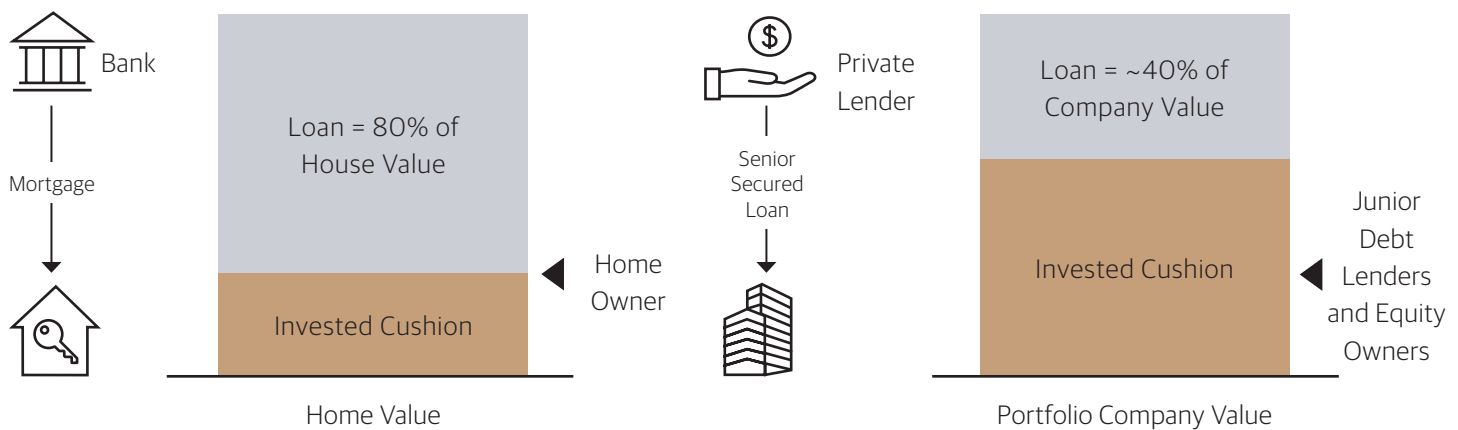 Bank
Mortgage
Loan = 80% of
House Value
Invested Cushion
Home
Owner
Home Value
$
Private
Lender
Senior
Secured
Loan
Loan = ~40% of
Company Value
Invested Cushion
Junior
Debt
Lenders
and Equity
Owners
Portfolio Company Value